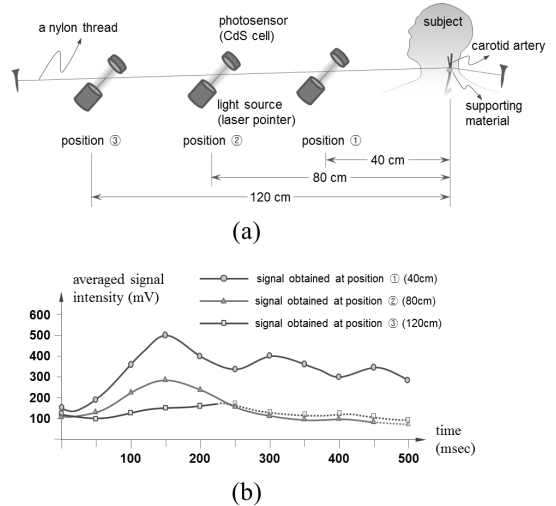 photosensor
(CdS cell)
subject
a nylon thread
carotid artery
light source
(laser pointer)
supporting
material
position ③
position ②
position ①
40 cm
80 cm
120 cm
(a)
averaged signal
intensity (mV)
signal obtained at position ① (40cm)
signal obtained at position ② (80cm)
signal obtained at position ③ (120cm)
600
500
400
300
200
100
time
(msec)
100 200 300 400 500
(b)